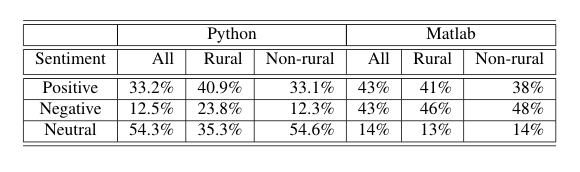 Python Matlab
Sentiment All Rural Non-rural All Rural Non-rural
Positive 33.2% 40.9% 33.1% 43% 41% 38%
Negative 12.5% 23.8% 12.3% 43% 46% 48%
Neutral 54.3% 35.3% 54.6% 14% 13% 14%